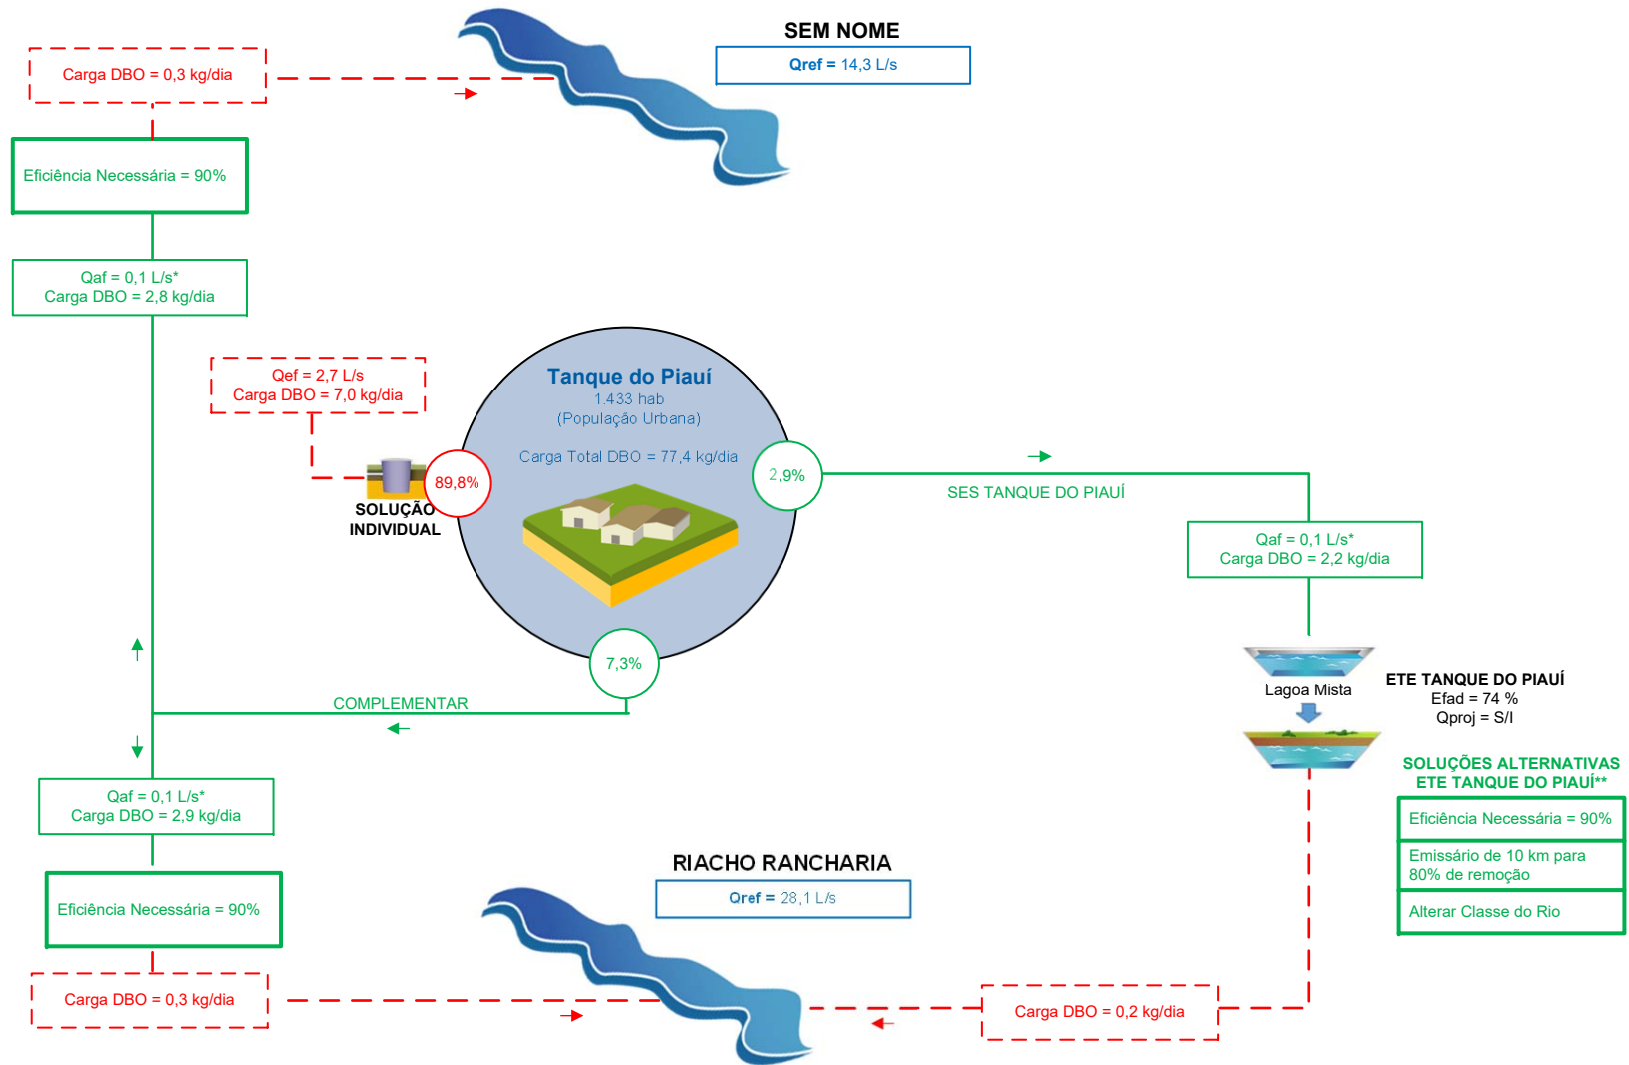 SEM NOME
Qref = 14,3 L/s
Carga DBO = 0,3 kg/dia
Eficiência Necessária = 90%
Qaf = 0,1 L/s*
Carga DBO = 2,8 kg/dia
Qef = 2,7 L/s
Carga DBO = 7,0 kg/dia
Tanque do Piauí
1.433 hab
(População Urbana)
Carga Total DBO = 77,4 kg/dia
89,8%
SOLUÇÃO
INDIVIDUAL
2,9%
SES TANQUE DO PIAUÍ
Qaf = 0,1 L/s*
Carga DBO = 2,2 kg/dia
7,3%
COMPLEMENTAR
Lagoa Mista
ETE TANQUE DO PIAUÍ
Efad = 74 %
Qproj = S/I
SOLUÇÕES ALTERNATIVAS
ETE TANQUE DO PIAUÍ**
Eficiência Necessária = 90%
Emissário de 10 km para
80% de remoção
Alterar Classe do Rio
Qaf = 0,1 L/s*
Carga DBO = 2,9 kg/dia
Eficiência Necessária = 90%
Carga DBO = 0,3 kg/dia
RIACHO RANCHARIA
Qref = 28,1 L/s
Carga DBO = 0,2 kg/dia